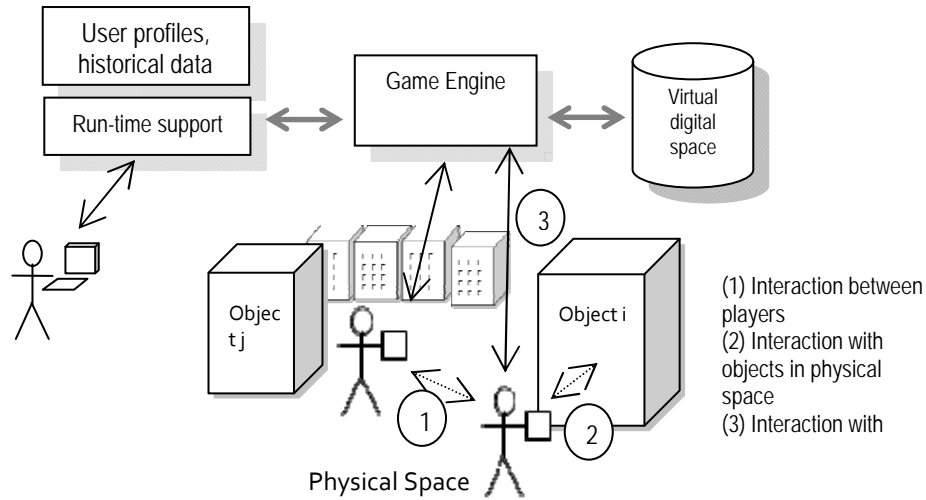 User profiles,
historical data
Run-time support
Game Engine
Virtual
digital
space
3
Objec
t j
Object i
1
2
(1) Interaction between
players
(2) Interaction with
objects in physical
space
(3) Interaction with
Physical Space